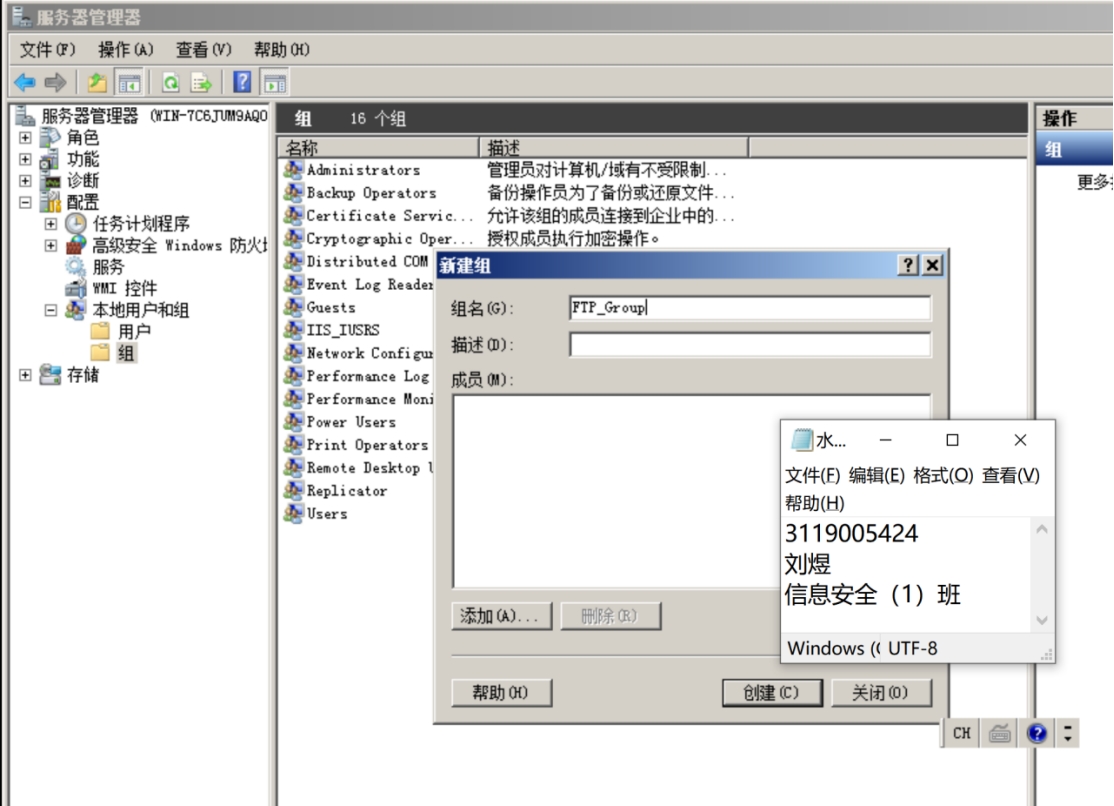 服务器管理器
文件(F) 操作(A) 查看(V) 帮助(H)
服务器管理器 (WIN-7C6JUM9AQO
角色
功能
诊断
配置
任务计划程序
高级安全 Windows 防火
服务
WMI 控件
本地用户和组
用户
组
存储
组 16 个组
名称 描述
Administrators 管理员对计算机/域有不受限制...
Backup Operators 备份操作员为了备份或还原文件...
Certificate Servic... 允许该组的成员连接到企业中的...
Cryptographic Oper... 授权成员执行加密操作。
Distributed COM
Event Log Reader
Guests
IIS_IUSRS
Network Configu
Performance Log
Performance Moni
Power Users
Print Operators
Remote Desktop U
Replicator
Users
操作
组
更多
新建组
组名(G): FTP_Group
描述(D):
成员(M):
添加(A)... 删除(R)
帮助(H) 创建(C) 关闭(O)
水...
文件(F) 编辑(E) 格式(O) 查看(V)
帮助(H)
3119005424
刘煜
信息安全（1）班
Windows (C UTF-8
CH